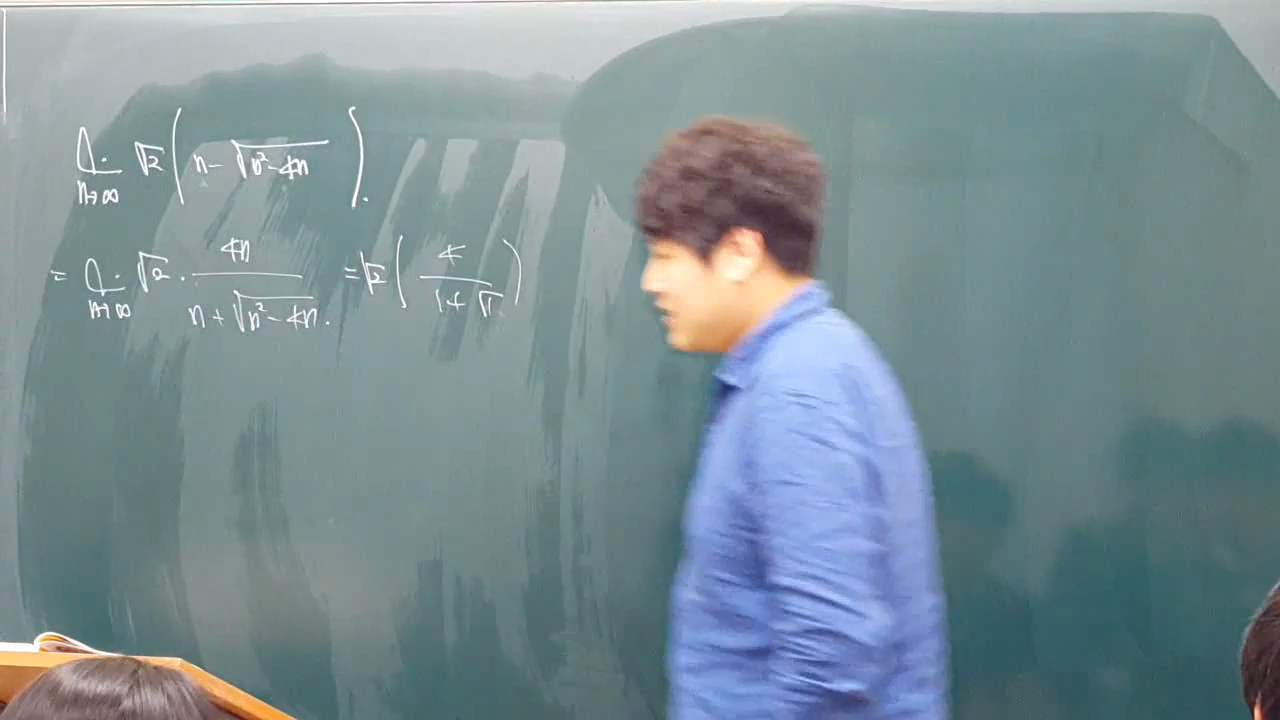 lim n→∞ √2 ( n − √(n² − 4n) ).
= lim n→∞ √2 · 4n / (n + √(n² − 4n)). = √2 ( 4 / (1 + √1) )